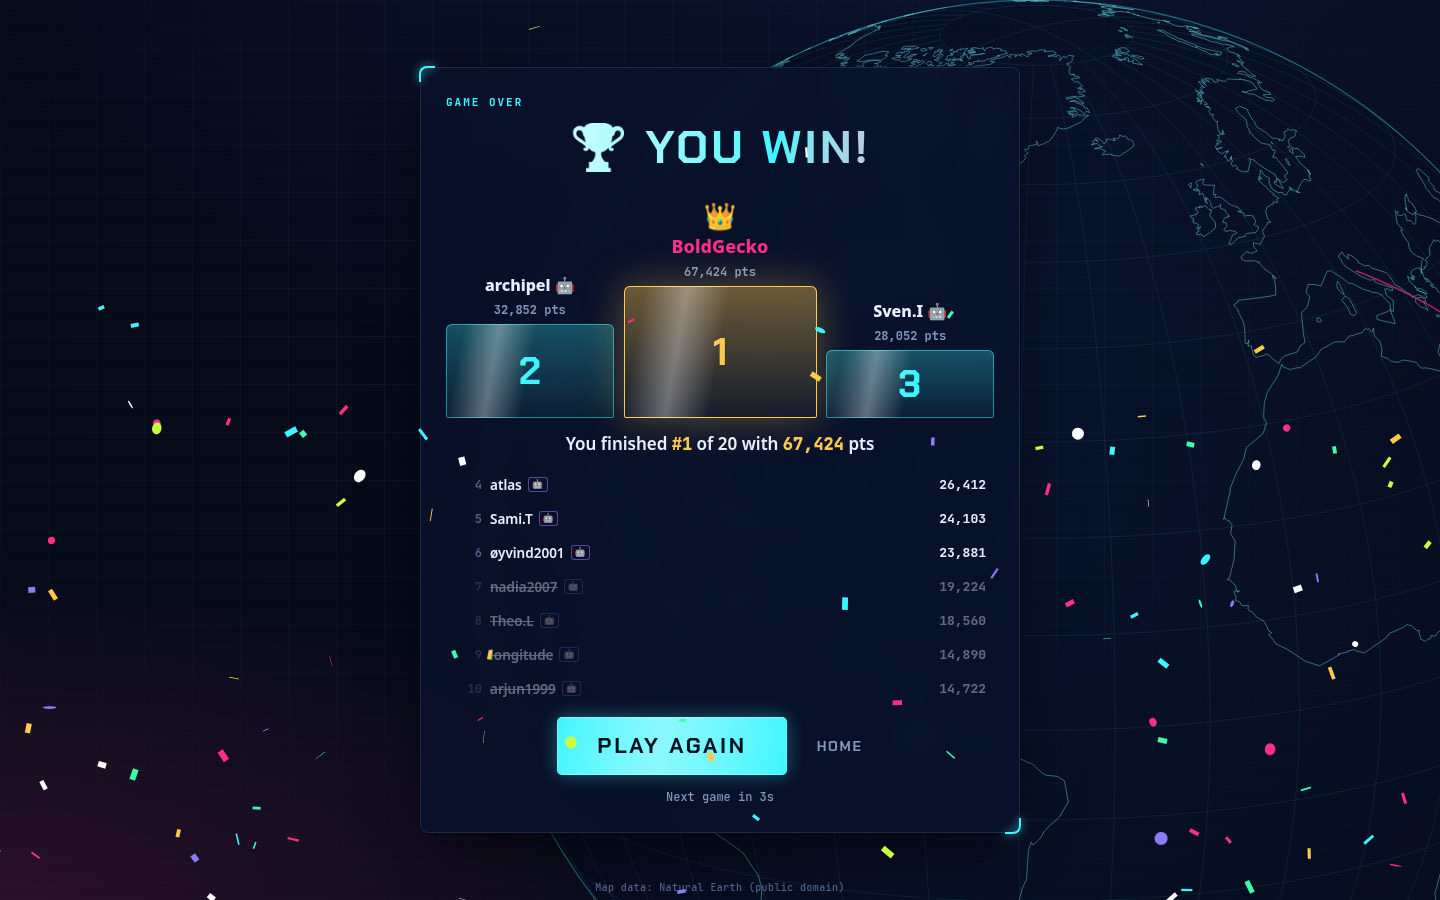 GAME OVER
🏆 YOU WIN!
👑
BoldGecko
67,424 pts
archipel 🤖
32,852 pts
Sven.I 🤖
28,052 pts
2
1
3
You finished #1 of 20 with 67,424 pts
4 atlas 🤖 26,412
5 Sami.T 🤖 24,103
6 øyvind2001 🤖 23,881
7 nadia2007 🤖 19,224
8 Theo.L 🤖 18,560
9 longitude 🤖 14,890
10 arjun1999 🤖 14,722
PLAY AGAIN
HOME
Next game in 3s
Map data: Natural Earth (public domain)